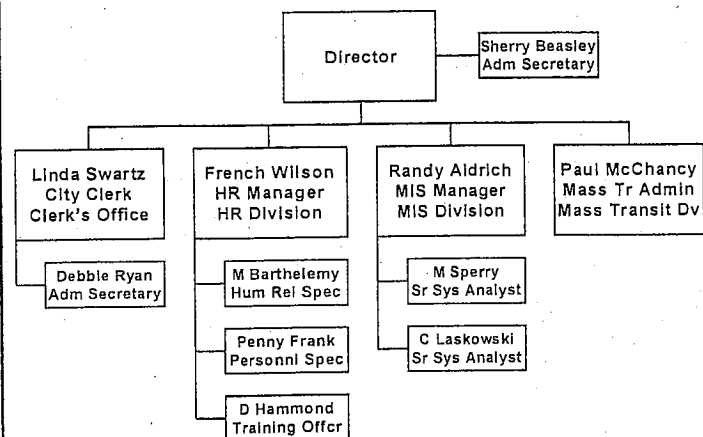 Director
Sherry Beasley
Adm Secretary
Linda Swartz
City Clerk
Clerk's Office
French Wilson
HR Manager
HR Division
Randy Aldrich
MIS Manager
MIS Division
Paul McChancy
Mass Tr Admin
Mass Transit Dv
Debbie Ryan
Adm Secretary
M Barthelemy
Hum Rel Spec
M Sperry
Sr Sys Analyst
Penny Frank
Personnl Spec
C Laskowski
Sr Sys Analyst
D Hammond
Training Offcr